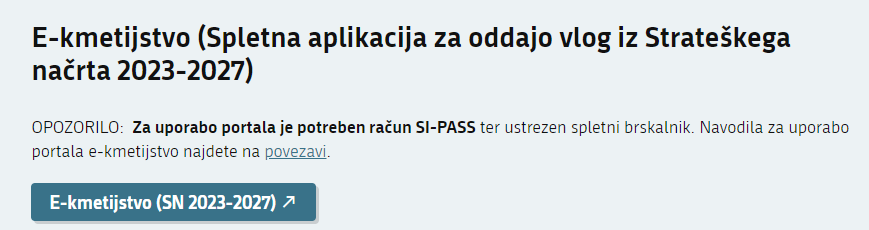 E-kmetijstvo (Spletna aplikacija za oddajo vlog iz Strateškega
načrta 2023-2027)
OPOZORILO: Za uporabo portala je potreben račun SI-PASS ter ustrezen spletni brskalnik. Navodila za uporabo
portala e-kmetijstvo najdete na povezavi.
E-kmetijstvo (SN 2023-2027) ↗